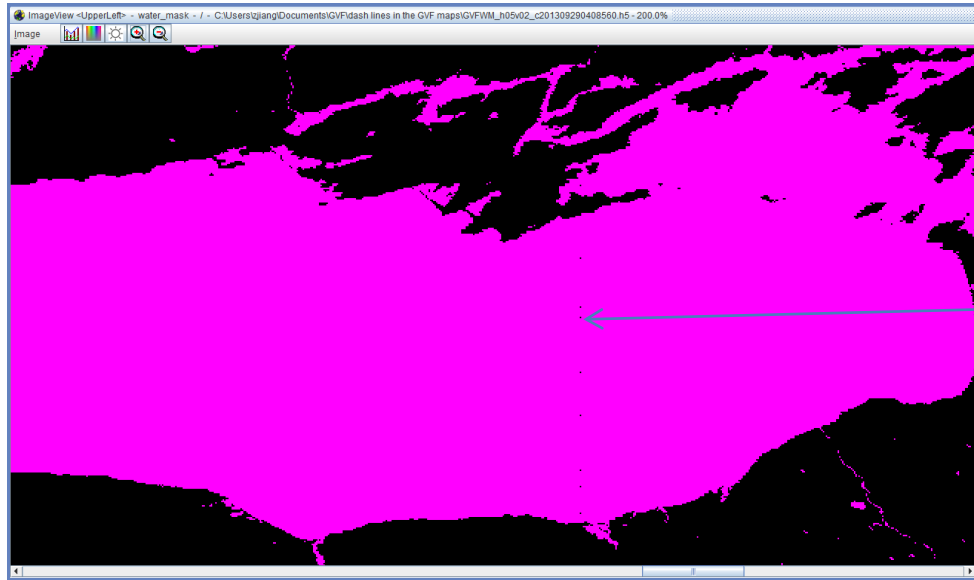 ImageView <UpperLeft> - water_mask - / - C:\Users\zjiang\Documents\GVF\dash lines in the GVF maps\GVFWM_h05v02_c201309290408560.h5 - 200.0%
Image